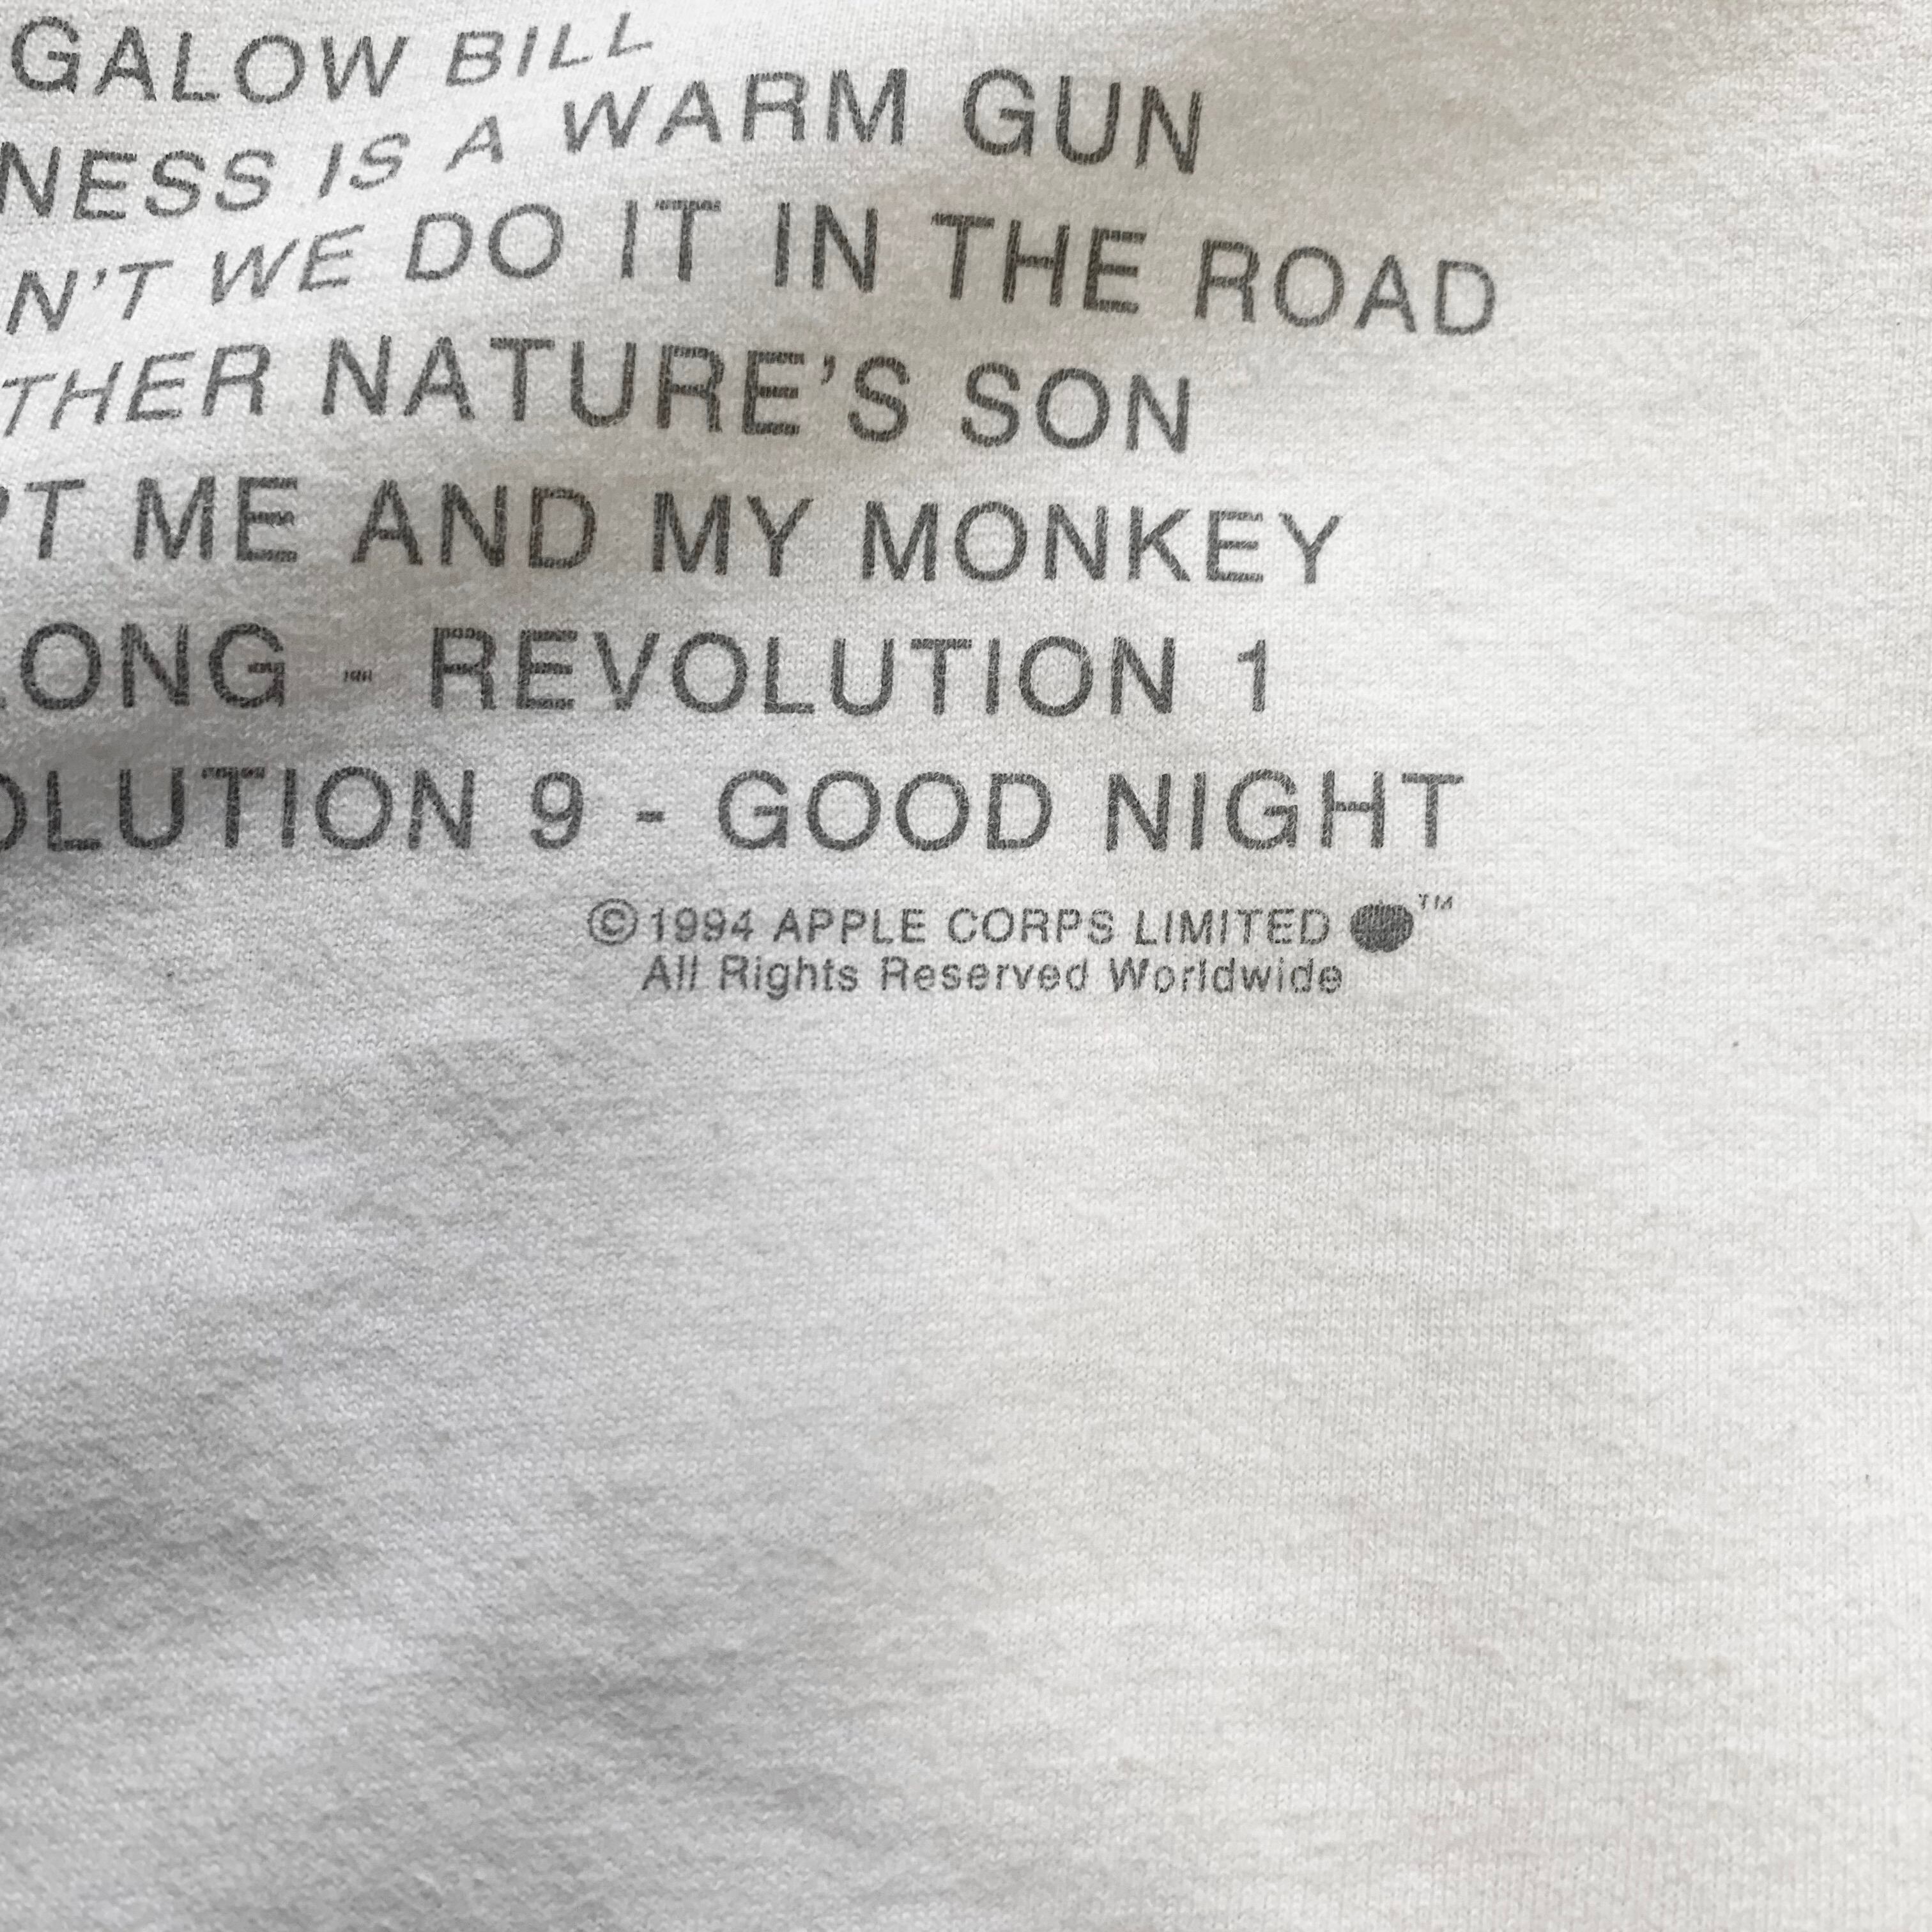 GALOW BILL
NESS IS A WARM GUN
N'T WE DO IT IN THE ROAD
THER NATURE'S SON
PT ME AND MY MONKEY
LONG - REVOLUTION 1
OLUTION 9 - GOOD NIGHT
©1994 APPLE CORPS LIMITED ™
All Rights Reserved Worldwide